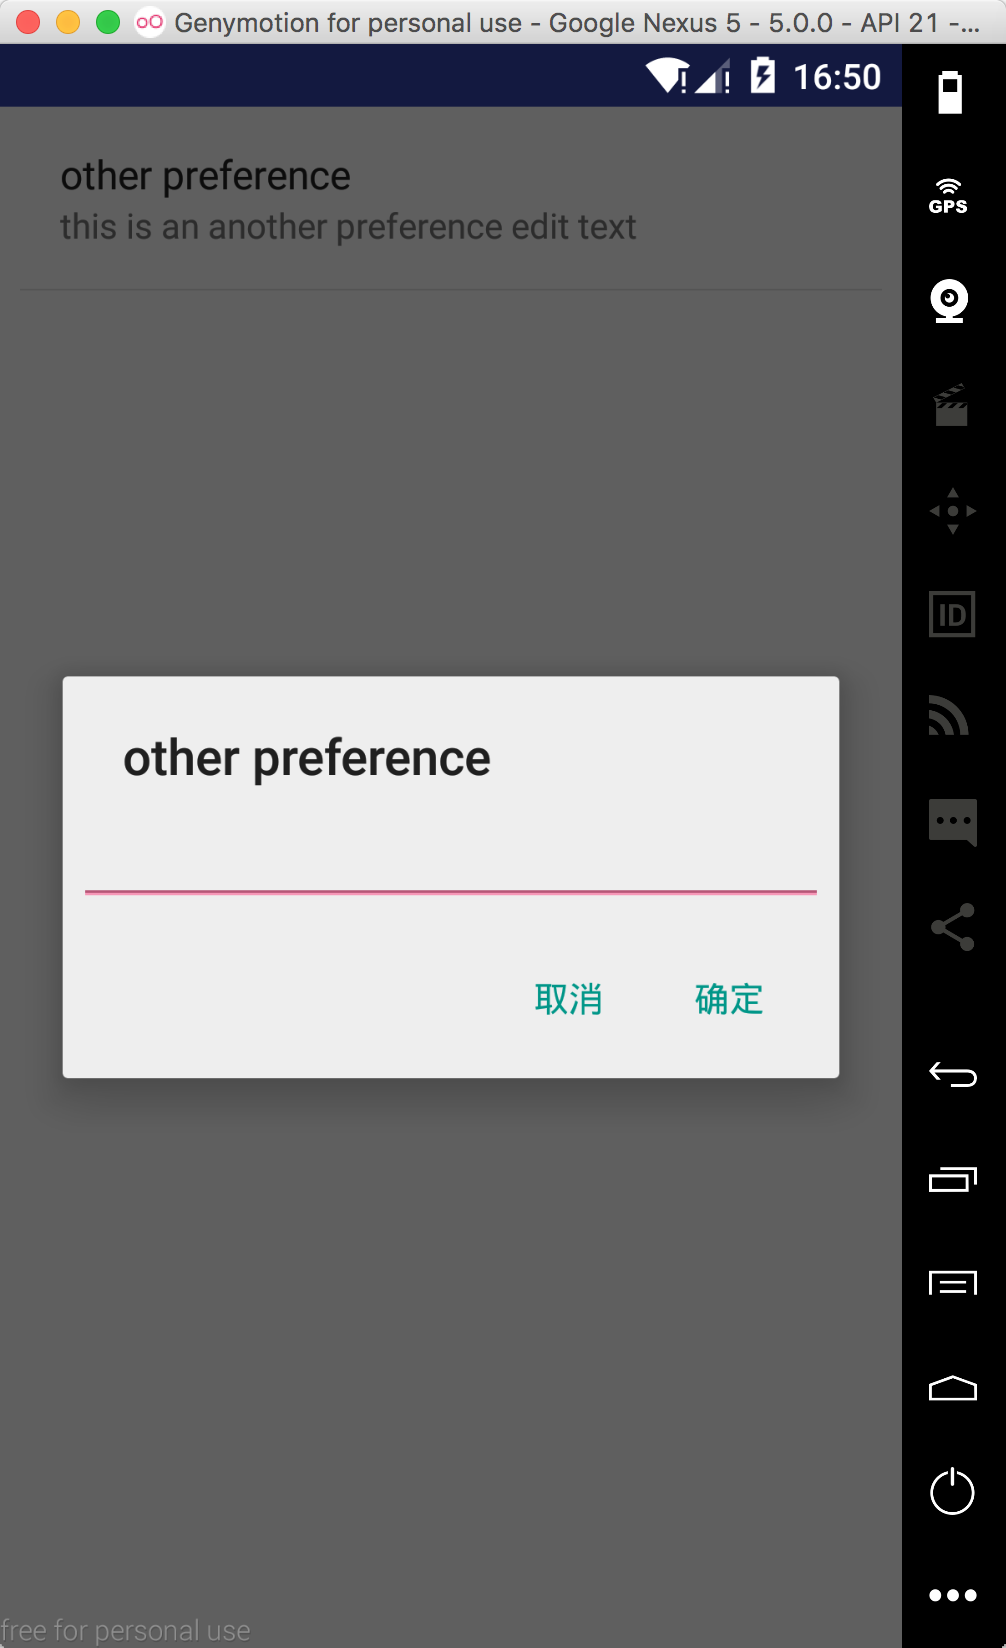 Genymotion for personal use - Google Nexus 5 - 5.0.0 - API 21 -...
16:50
GPS
other preference
this is an another preference edit text
ID
other preference
取消 确定
free for personal use